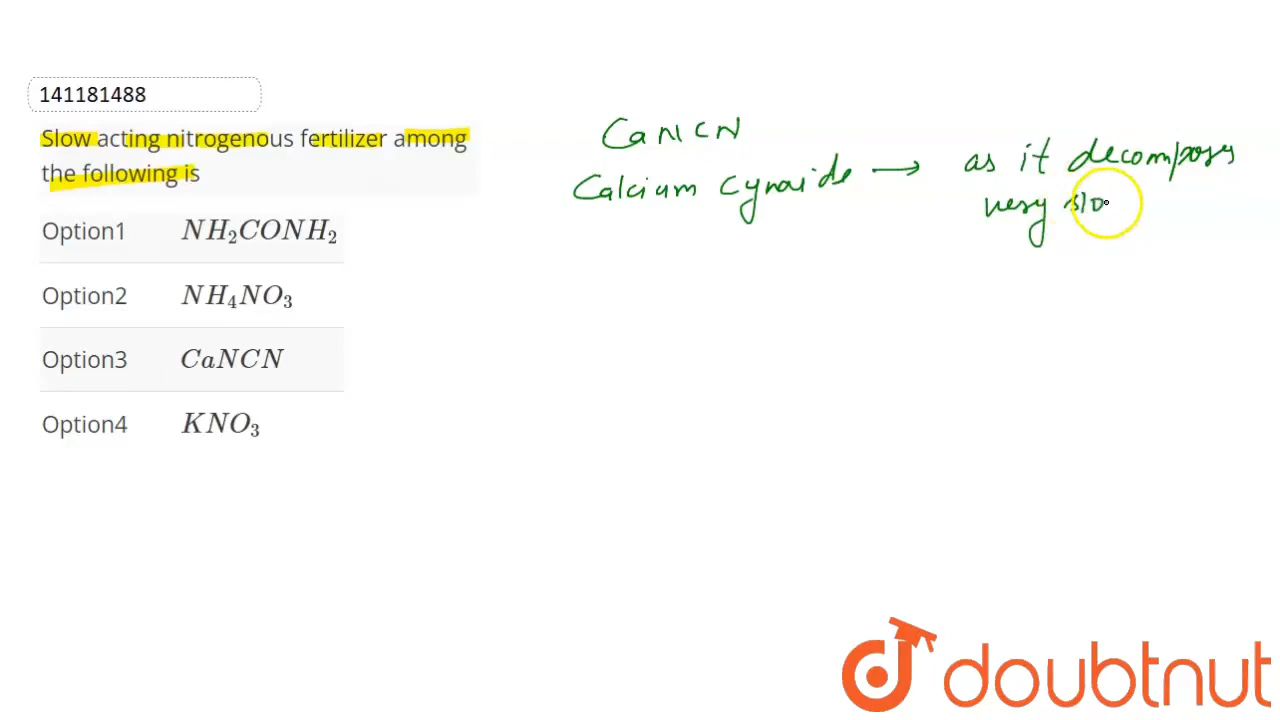 141181488
Slow acting nitrogenous fertilizer among
the following is
Option1 NH₂CONH₂
Option2 NH₄NO₃
Option3 CaNCN
Option4 KNO₃
CaNCN
Calcium Cynaide → as it decomposes
very slo
doubtnut